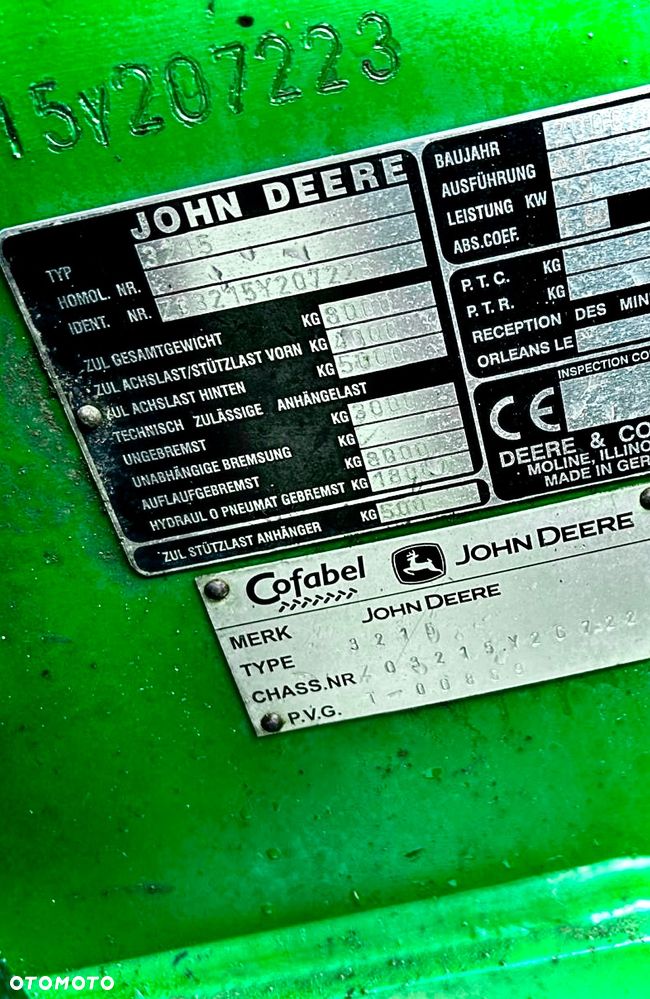 15Y207223
JOHN DEERE
TYP 3215
HOMOL. NR.
IDENT. NR.
ZUL GESAMTGEWICHT KG 8000
ZUL ACHSLAST/STÜTZLAST VORN KG 4000
ZUL ACHSLAST HINTEN KG 5000
TECHNISCH ZULÄSSIGE ANHÄNGELAST
UNGEBREMST KG 3000
UNABHÄNGIGE BREMSUNG KG
AUFLAUFGEBREMST KG 8000
HYDRAUL O PNEUMAT GEBREMST KG
ZUL STÜTZLAST ANHÄNGER KG 500
BAUJAHR
AUSFÜHRUNG
LEISTUNG KW
ABS.COEF.
P.T.C. KG
P.T.R. KG
RECEPTION DES MIN
ORLEANS LE
CE
INSPECTION CO
DEERE & CO
MOLINE, ILLINO
MADE IN GER
Cofabel JOHN DEERE
MERK JOHN DEERE
TYPE 3215
CHASS.NR 403215Y20722
P.V.G.
OTOMOTO